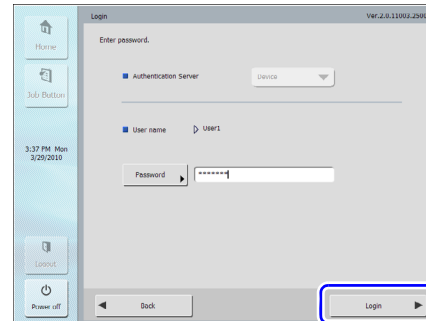 Login
Ver.2.0.11003.2500
Home
Enter password.
Authentication Server
Device
Job Button
User name
User1
3:37 PM Mon
3/29/2010
Password
*******
Logout
Power off
Back
Login